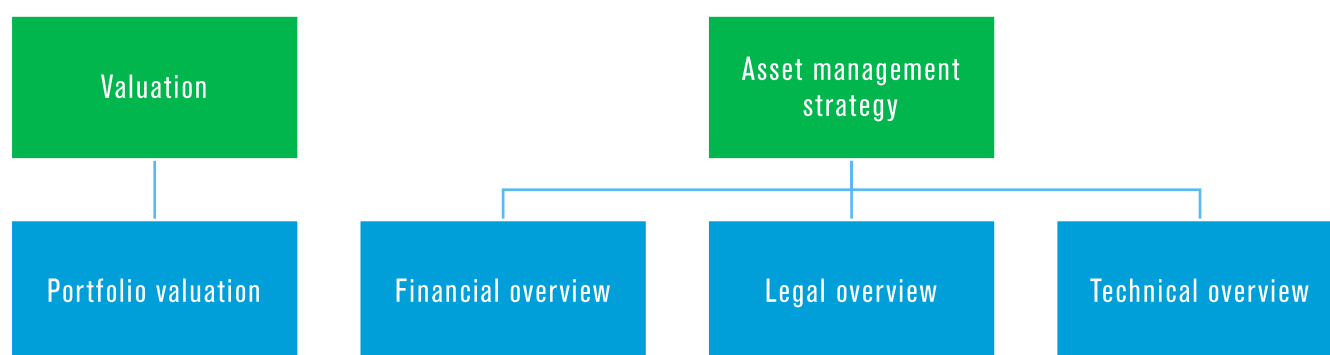 Valuation
Asset management
strategy
Portfolio valuation
Financial overview
Legal overview
Technical overview